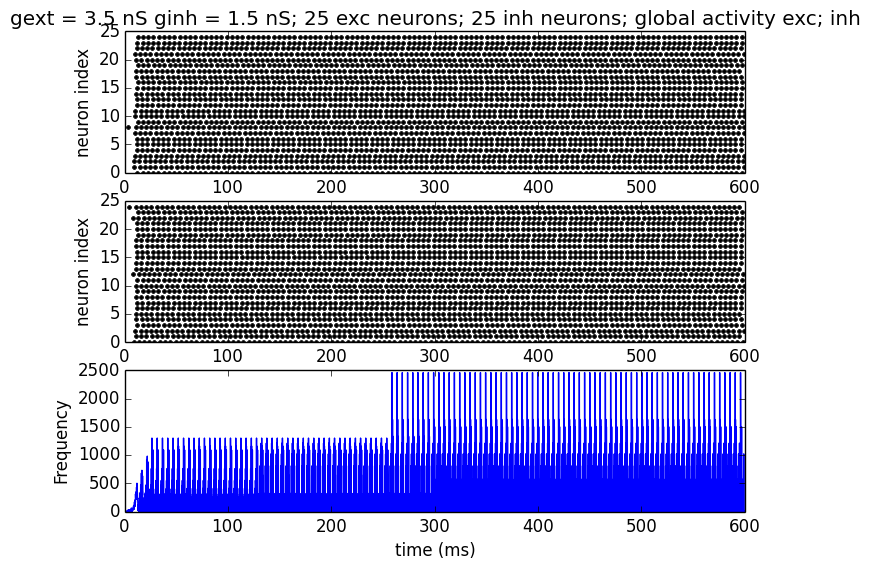 gext = 3.5 nS ginh = 1.5 nS; 25 exc neurons; 25 inh neurons; global activity exc; inh
25
20
15
10
5
0
neuron index
0 100 200 300 400 500 600
25
20
15
10
5
0
neuron index
0 100 200 300 400 500 600
2500
2000
1500
1000
500
0
Frequency
0 100 200 300 400 500 600
time (ms)